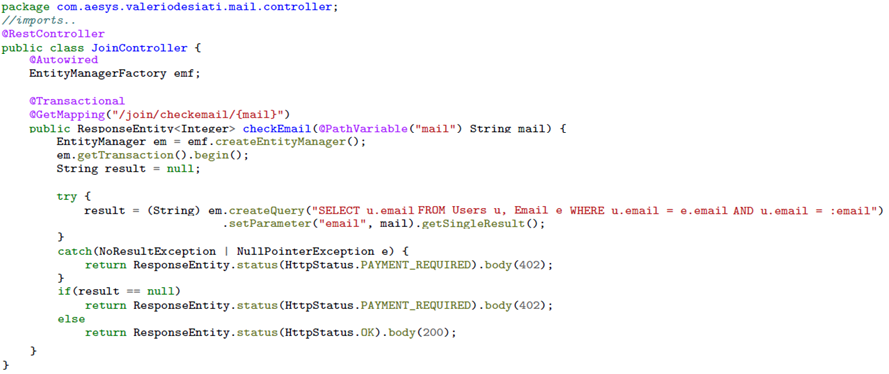 package com.aesys.valeriodesiati.mail.controller;
//imports..
@RestController
public class JoinController {
    @Autowired
    EntityManagerFactory emf;

    @Transactional
    @GetMapping("/join/checkemail/{mail}")
    public ResponseEntity<Integer> checkEmail(@PathVariable("mail") String mail) {
        EntityManager em = emf.createEntityManager();
        em.getTransaction().begin();
        String result = null;

        try {
            result = (String) em.createQuery("SELECT u.email FROM Users u, Email e WHERE u.email = e.email AND u.email = :email")
                                .setParameter("email", mail).getSingleResult();
        }
        catch(NoResultException | NullPointerException e) {
            return ResponseEntity.status(HttpStatus.PAYMENT_REQUIRED).body(402);
        }
        if(result == null)
            return ResponseEntity.status(HttpStatus.PAYMENT_REQUIRED).body(402);
        else
            return ResponseEntity.status(HttpStatus.OK).body(200);
    }
}